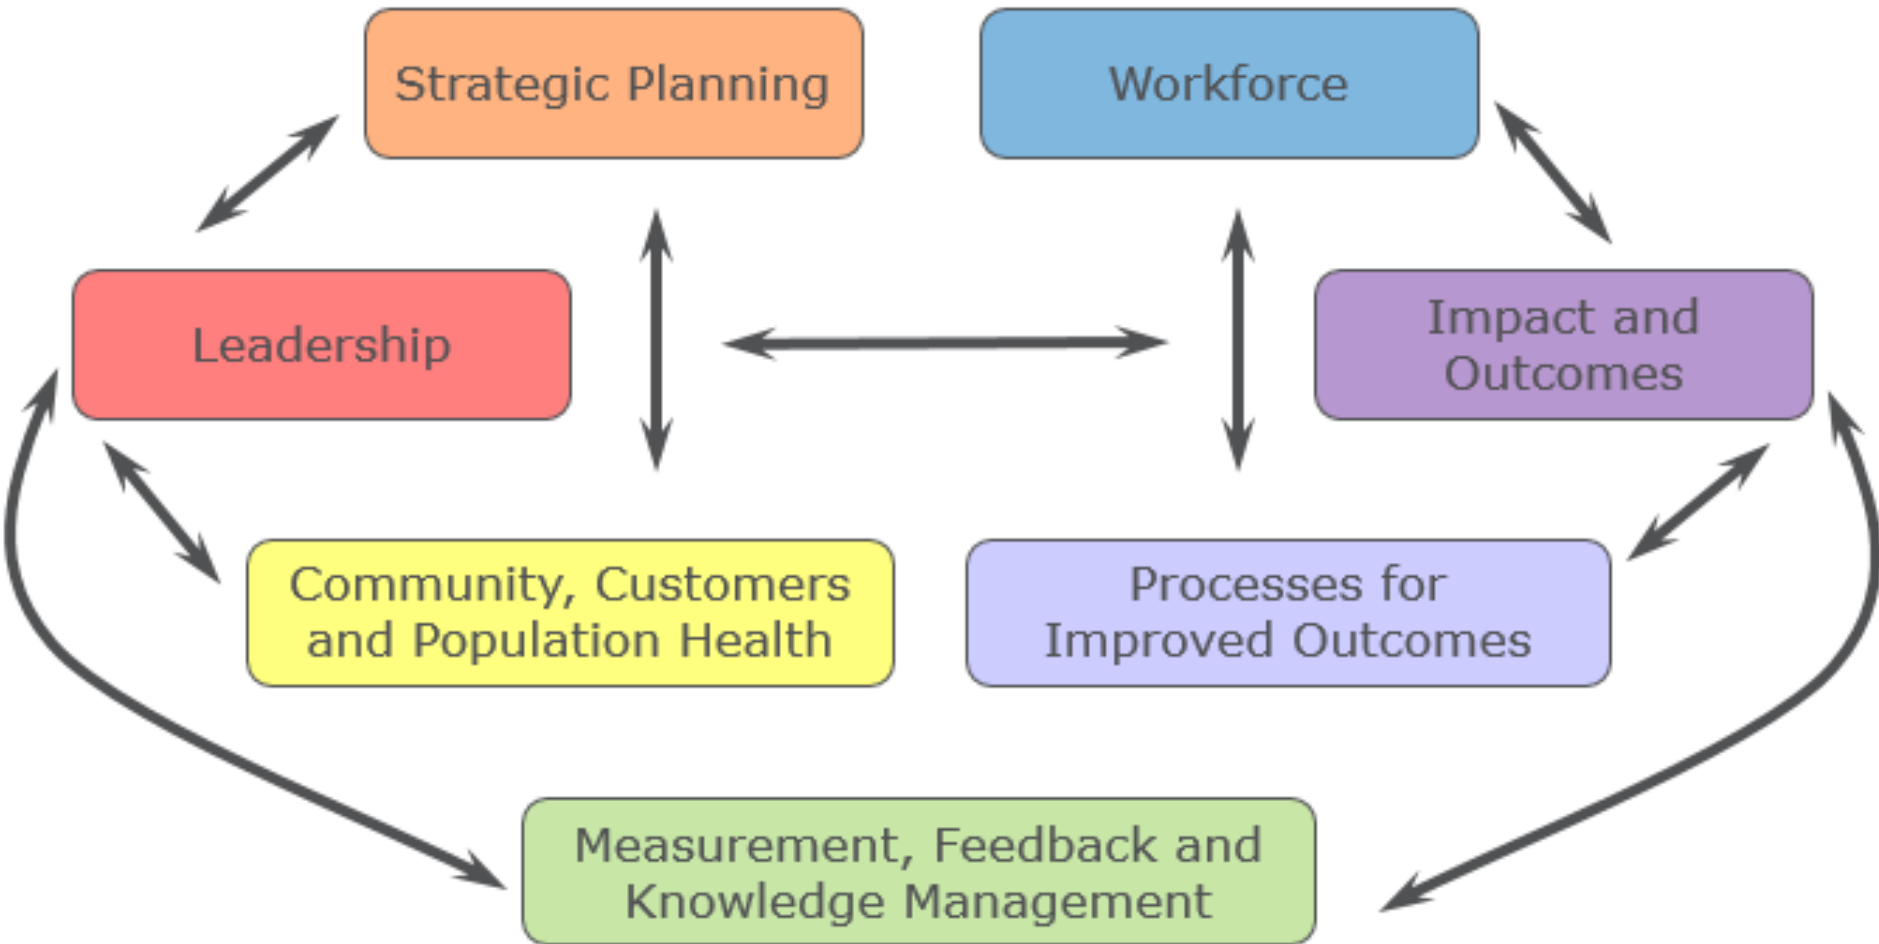 Strategic Planning
Workforce
Leadership
Impact and
Outcomes
Community, Customers
and Population Health
Processes for
Improved Outcomes
Measurement, Feedback and
Knowledge Management